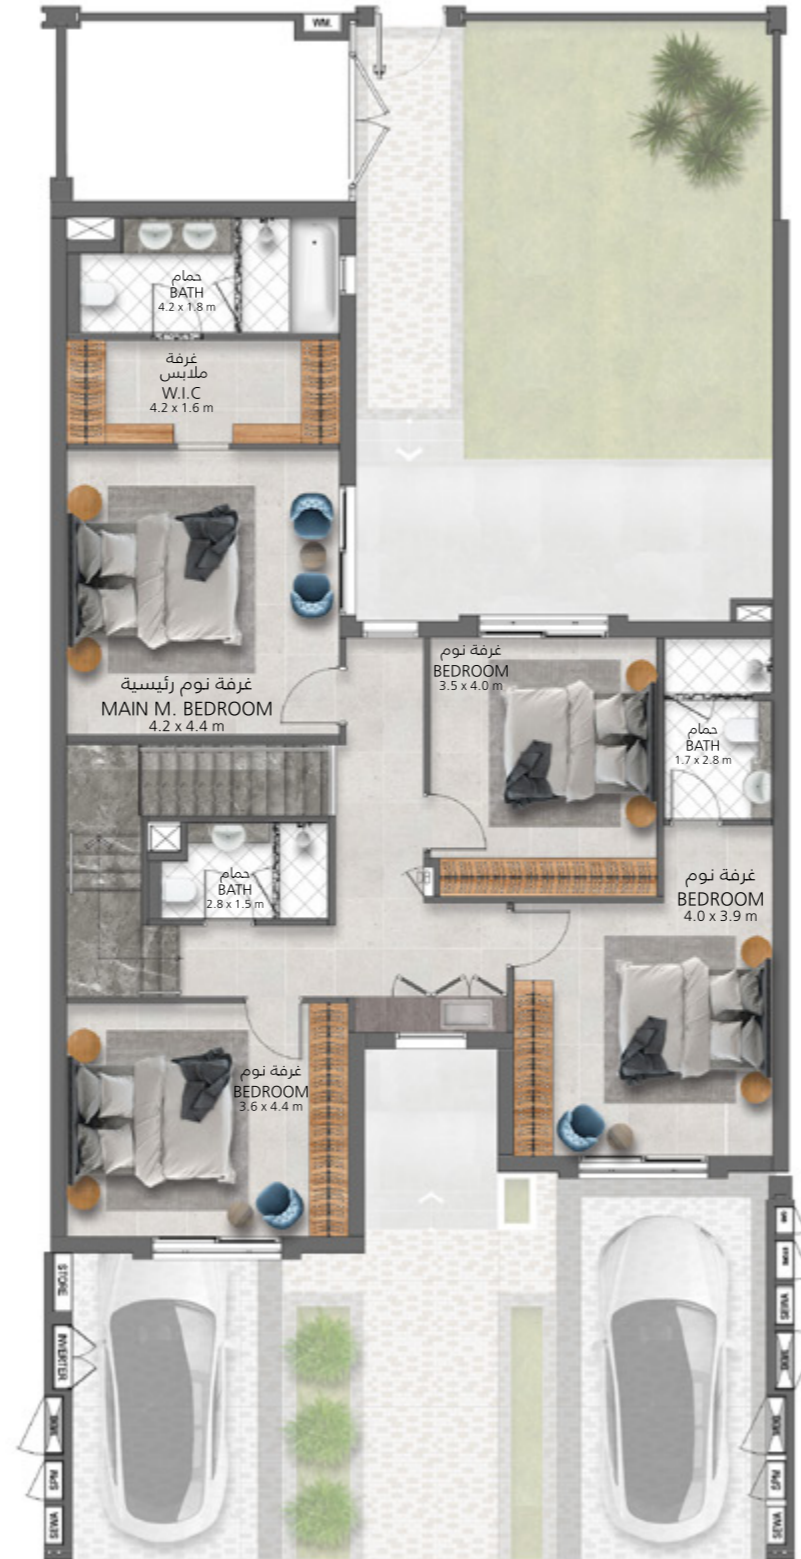 WM.
حمام
BATH
4.2 x 1.8 m
غرفة
ملابس
W.I.C
4.2 x 1.6 m
غرفة نوم رئيسية
MAIN M. BEDROOM
4.2 x 4.4 m
غرفة نوم
BEDROOM
3.5 x 4.0 m
حمام
BATH
1.7 x 2.8 m
حمام
BATH
2.8 x 1.5 m
DB
غرفة نوم
BEDROOM
4.0 x 3.9 m
غرفة نوم
BEDROOM
3.6 x 4.4 m
STORE
INVERTER
SEWA
SEWA
SEWA